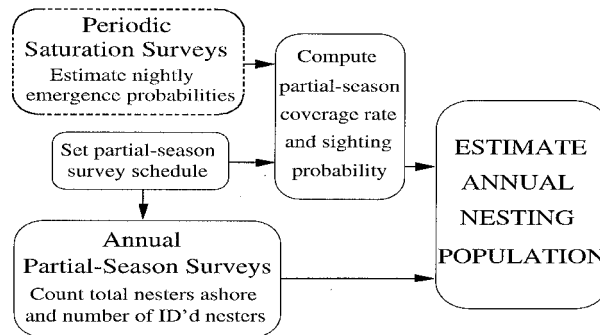 Periodic
Saturation Surveys
Estimate nightly
emergence probabilities
Compute
partial-season
coverage rate
and sighting
probability
Set partial-season
survey schedule
ESTIMATE
ANNUAL
NESTING
POPULATION
Annual
Partial-Season Surveys
Count total nesters ashore
and number of ID'd nesters